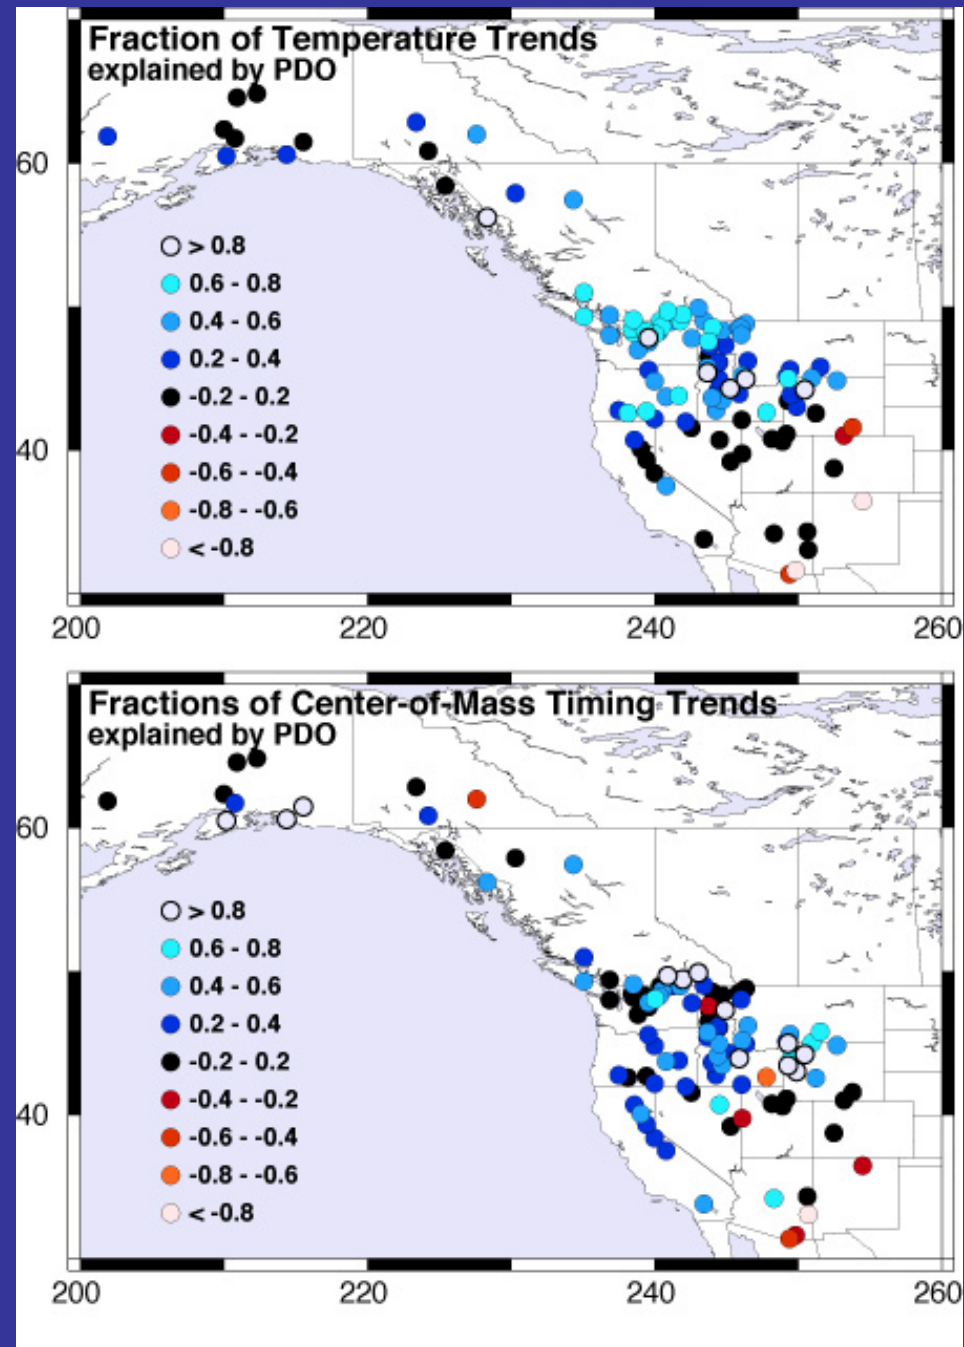 Fraction of Temperature Trends
explained by PDO
60
> 0.8
0.6 - 0.8
0.4 - 0.6
0.2 - 0.4
-0.2 - 0.2
-0.4 - -0.2
-0.6 - -0.4
-0.8 - -0.6
< -0.8
40
200 220 240 260
Fractions of Center-of-Mass Timing Trends
explained by PDO
60
> 0.8
0.6 - 0.8
0.4 - 0.6
0.2 - 0.4
-0.2 - 0.2
-0.4 - -0.2
-0.6 - -0.4
-0.8 - -0.6
< -0.8
40
200 220 240 260